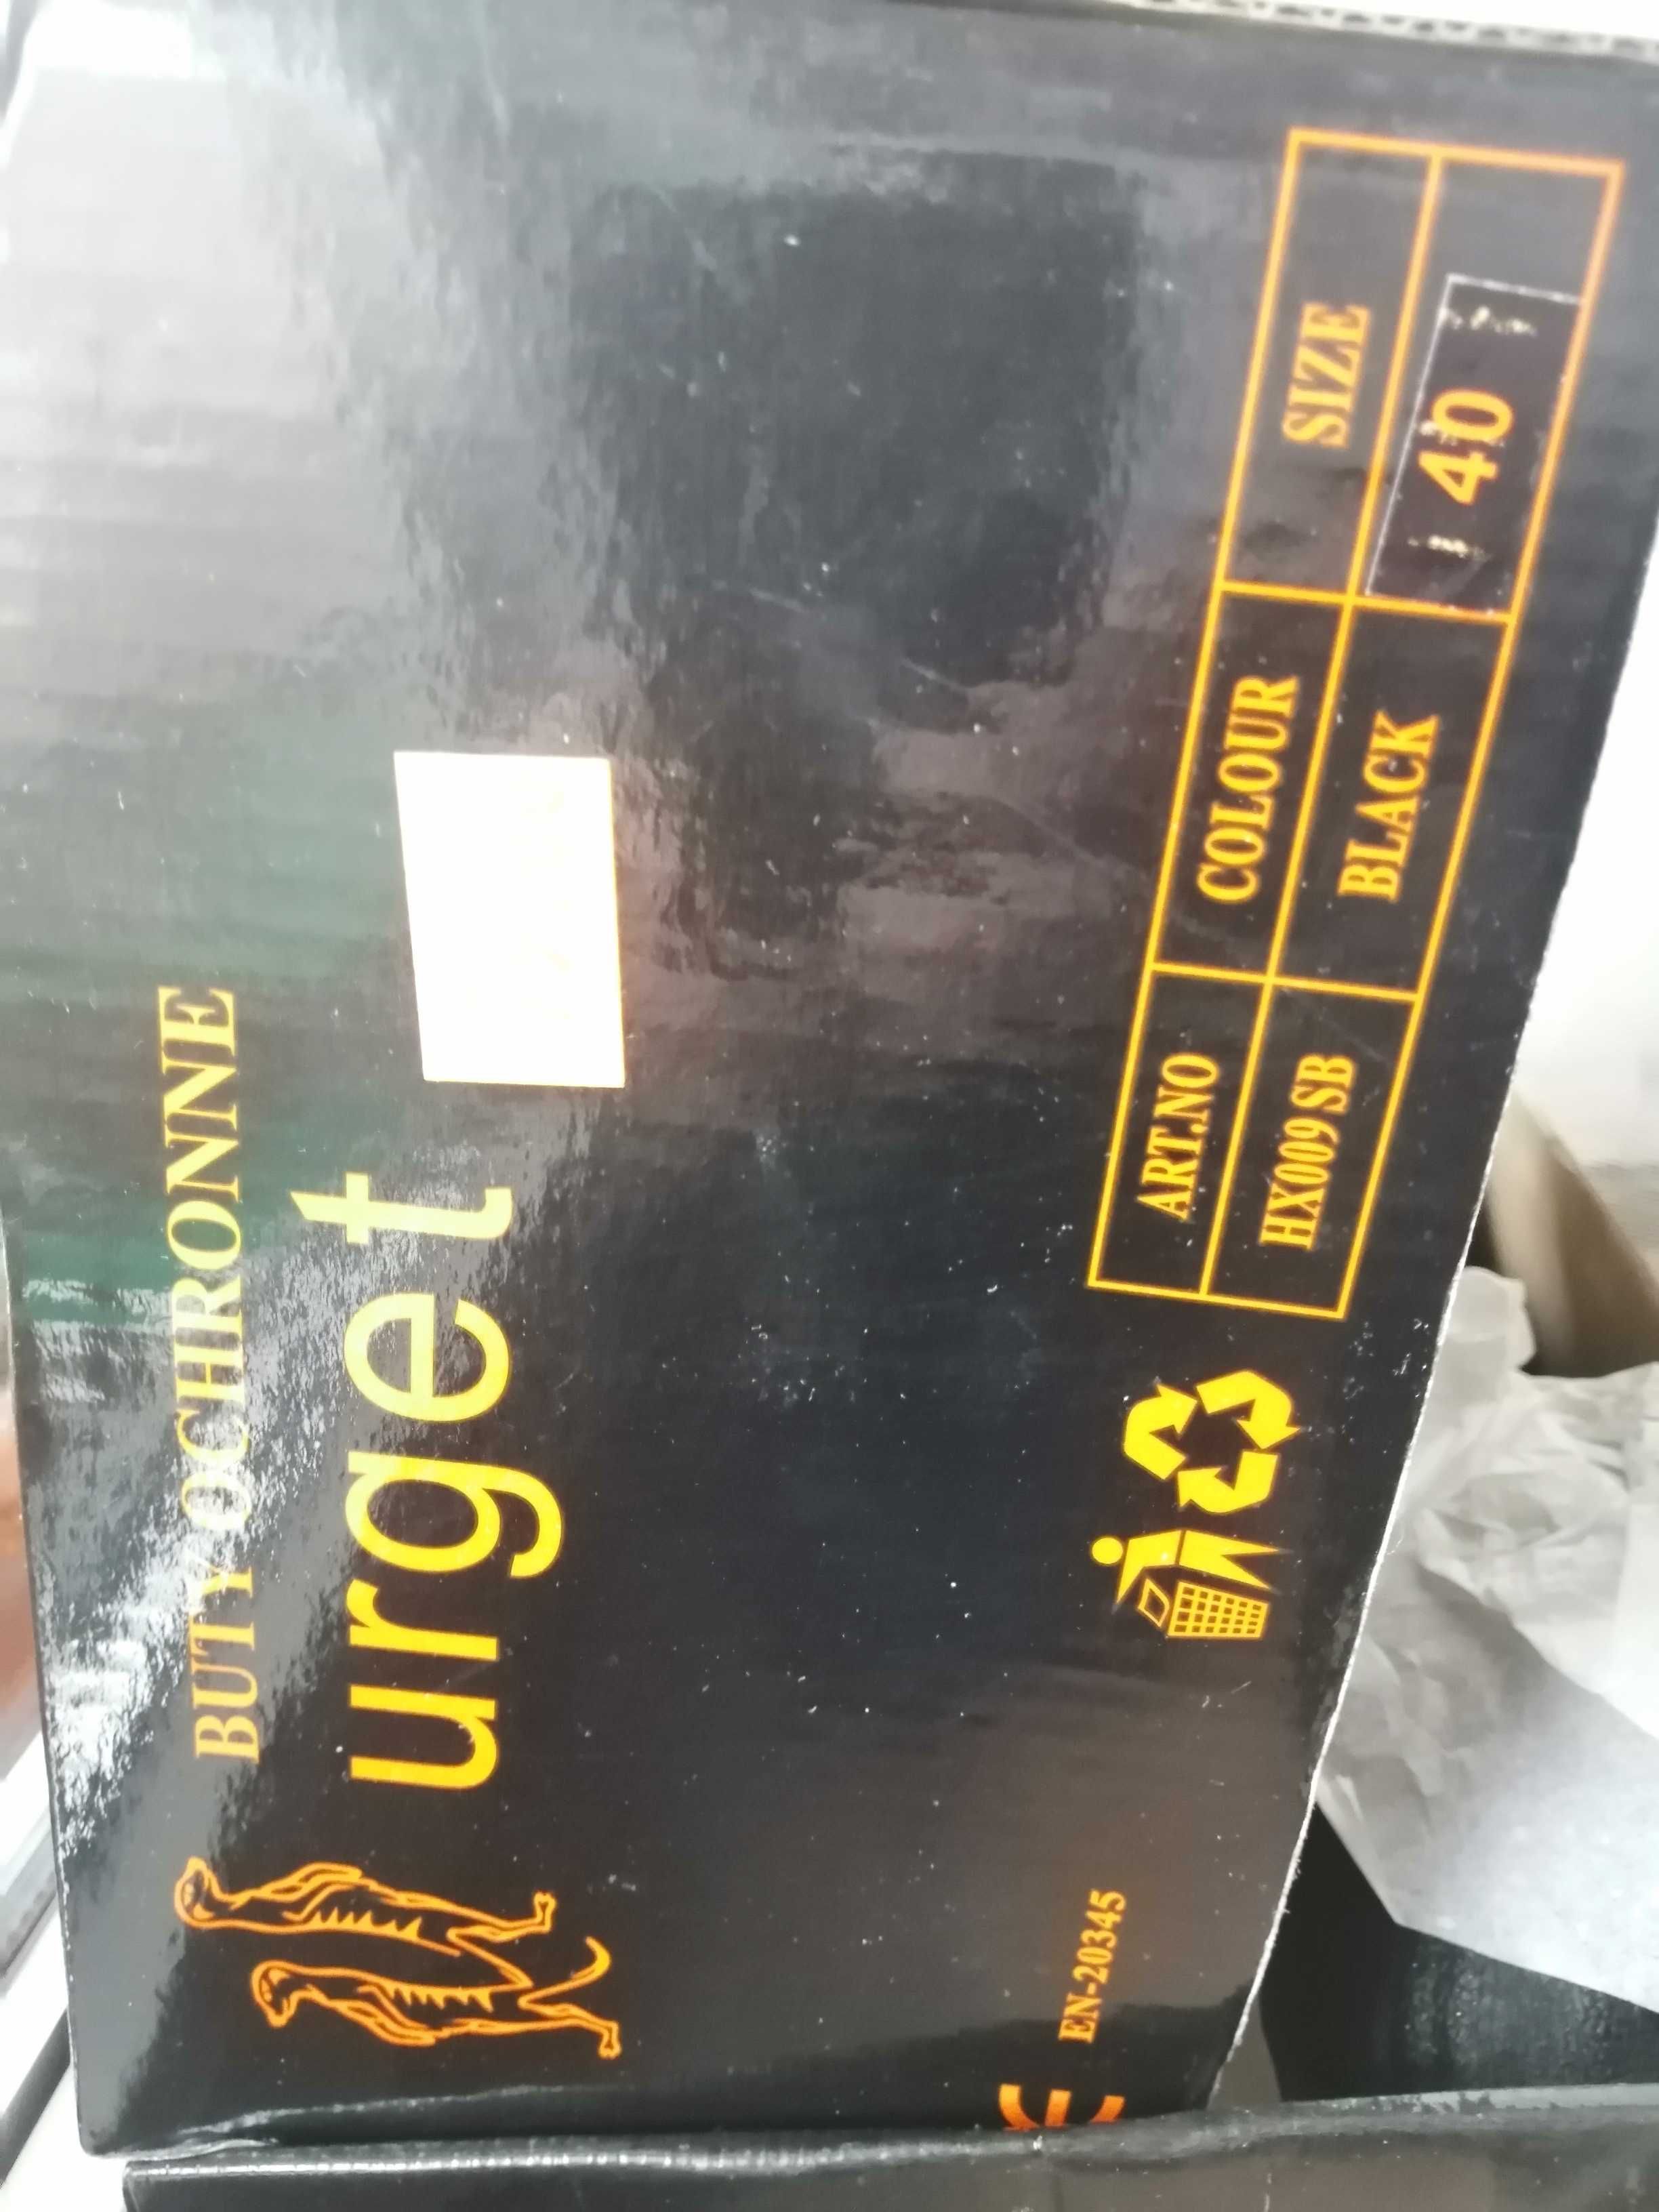 BUTY OCHRONNE
urget
ART.NO COLOUR SIZE
HX009 SB BLACK 40
EN-20345